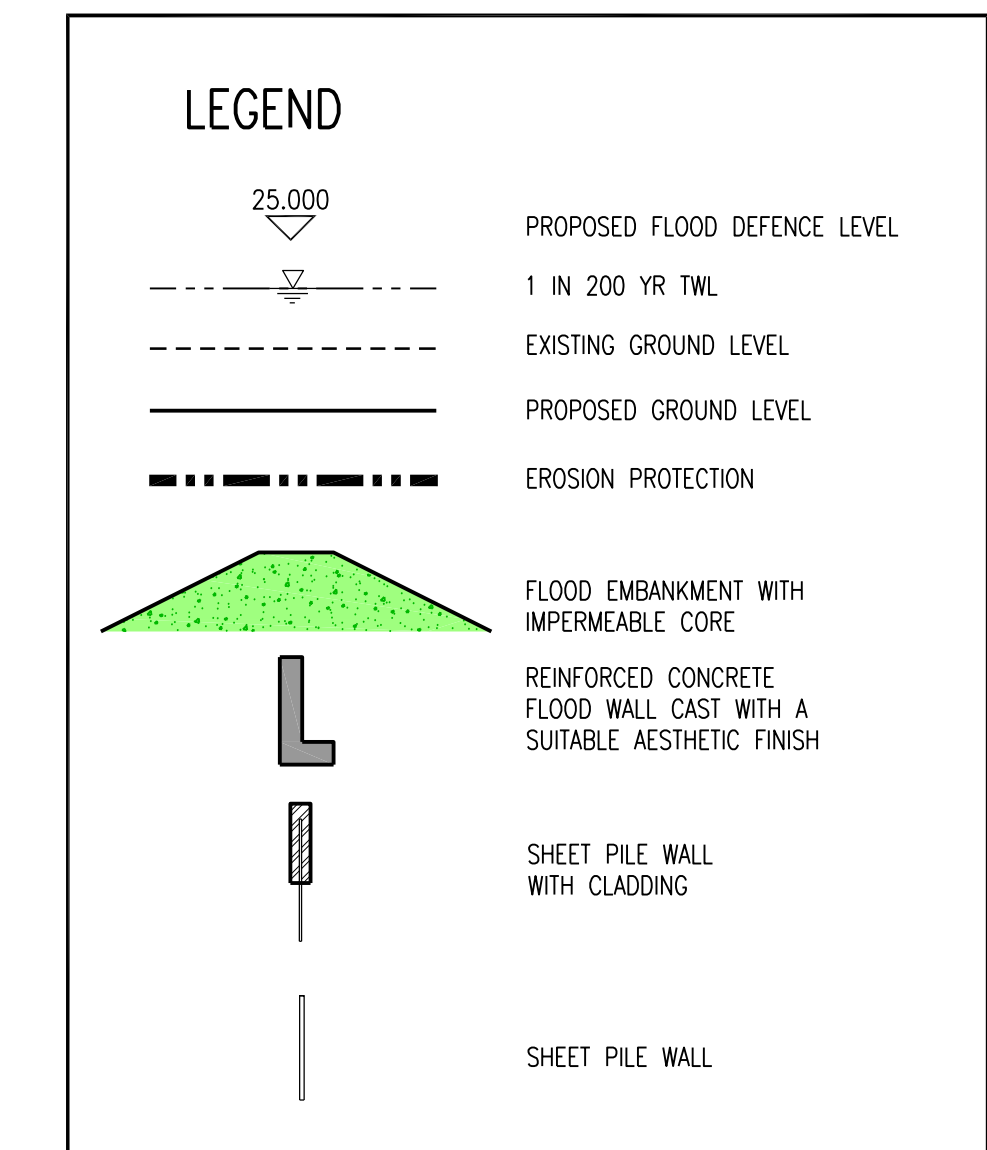 LEGEND
25.000
PROPOSED FLOOD DEFENCE LEVEL
1 IN 200 YR TWL
EXISTING GROUND LEVEL
PROPOSED GROUND LEVEL
EROSION PROTECTION
FLOOD EMBANKMENT WITH
IMPERMEABLE CORE
REINFORCED CONCRETE
FLOOD WALL CAST WITH A
SUITABLE AESTHETIC FINISH
SHEET PILE WALL
WITH CLADDING
SHEET PILE WALL